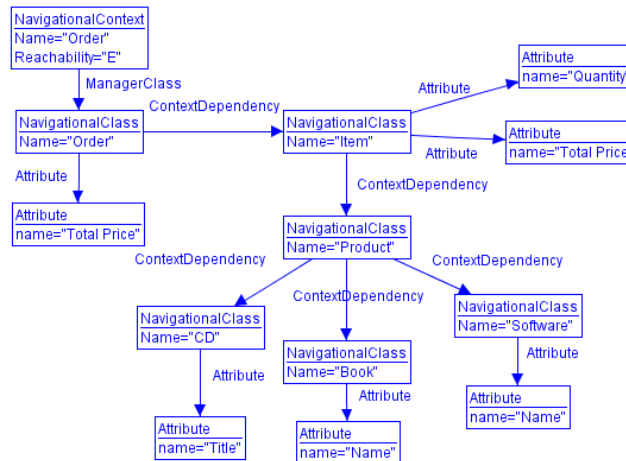 NavigationalContext
Name="Order"
Reachability="E"
ManagerClass
ContextDependency
NavigationalClass
Name="Order"
NavigationalClass
Name="Item"
Attribute
Attribute
name="Quantity"
Attribute
Attribute
name="Total Price
Attribute
Attribute
name="Total Price"
ContextDependency
NavigationalClass
Name="Product"
ContextDependency
ContextDependency
ContextDependency
NavigationalClass
Name="CD"
NavigationalClass
Name="Book"
NavigationalClass
Name="Software"
Attribute
Attribute
Attribute
Attribute
name="Title"
Attribute
name="Name"
Attribute
name="Name"